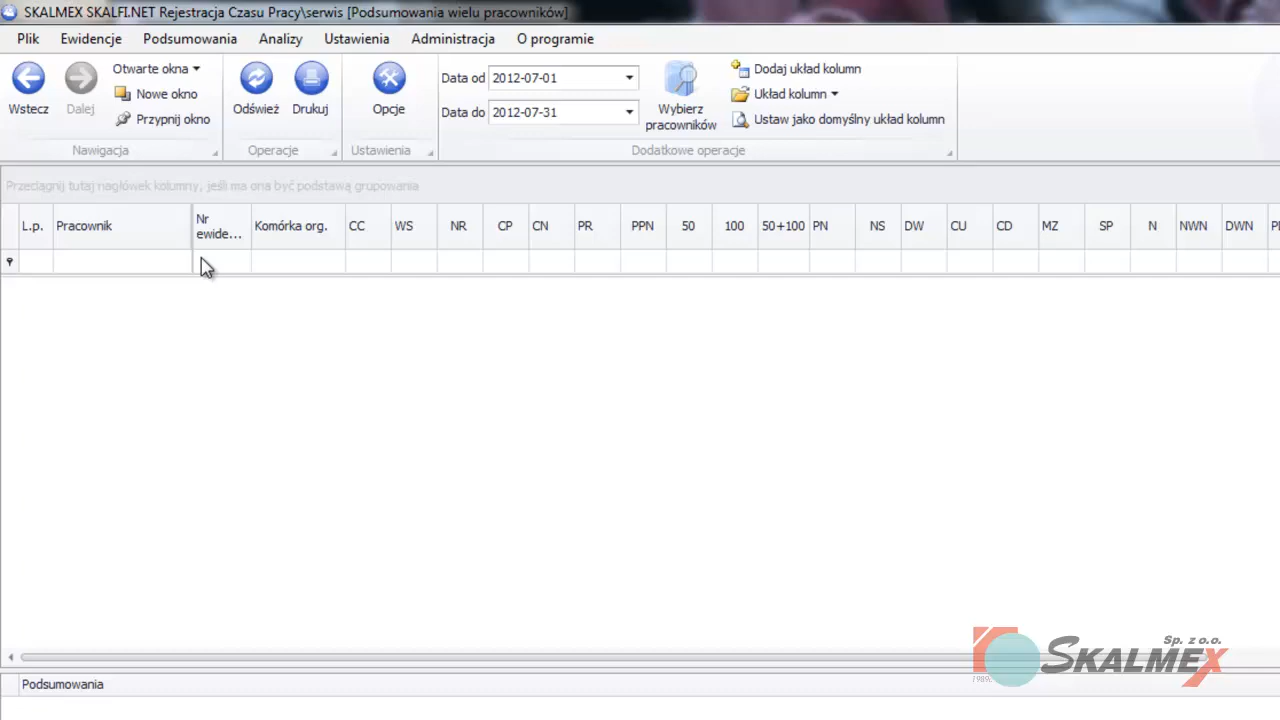 SKALMEX SKALFI.NET Rejestracja Czasu Pracy\serwis [Podsumowania wielu pracowników]
Plik Ewidencje Podsumowania Analizy Ustawienia Administracja O programie
Wstecz Dalej
Otwarte okna
Nowe okno
Przypnij okno
Nawigacja
Odśwież Drukuj
Operacje
Opcje
Ustawienia
Data od 2012-07-01
Data do 2012-07-31
Wybierz
pracowników
Dodaj układ kolumn
Układ kolumn
Ustaw jako domyślny układ kolumn
Dodatkowe operacje
Przeciągnij tutaj nagłówek kolumny, jeśli ma ona być podstawą grupowania
L.p. Pracownik Nr ewide... Komórka org. CC WS NR CP CN PR PPN 50 100 50+100 PN NS DW CU CD MZ SP N NWN DWN
Sp. z o.o.
SKALMEX
1989r.
Podsumowania